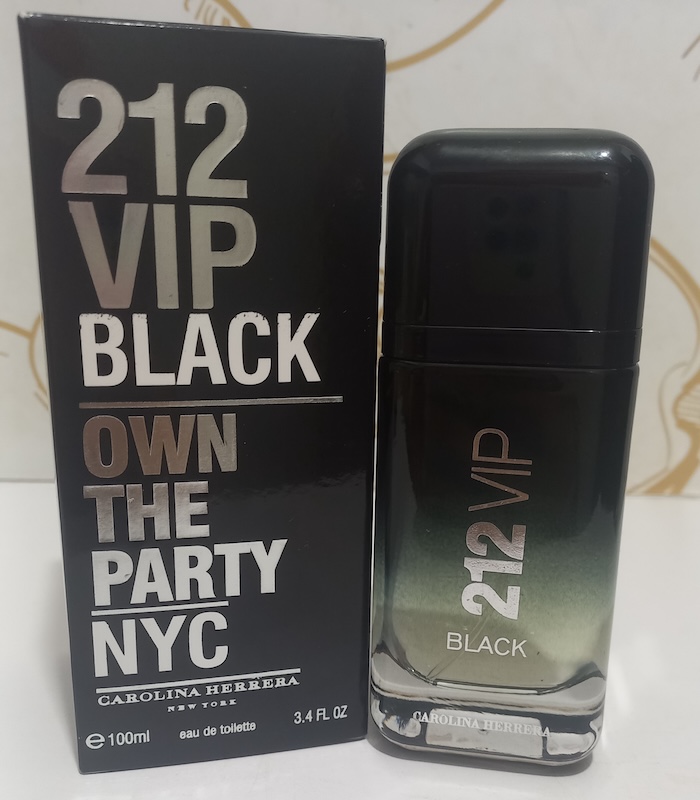 212
VIP
BLACK
OWN
THE
PARTY
NYC
CAROLINA HERRERA
NEW YORK
℮100ml eau de toilette 3.4 FL OZ
212 VIP
BLACK
CAROLINA HERRERA